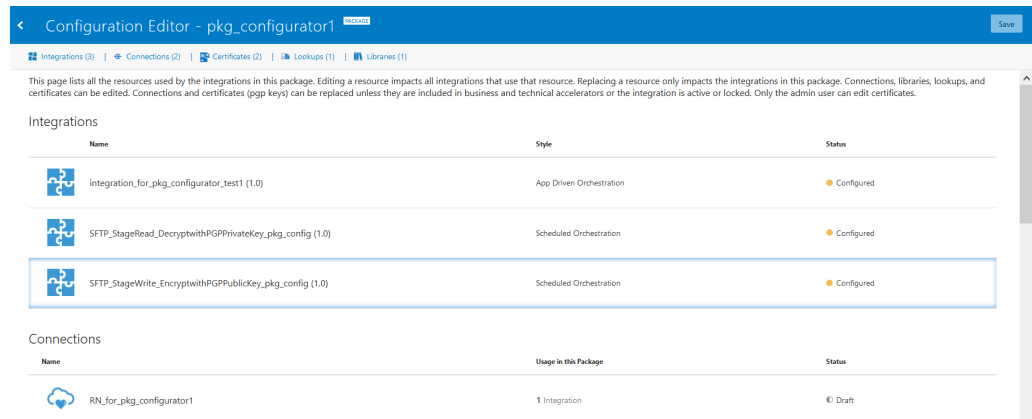 Configuration Editor - pkg_configurator1 PACKAGE Save
Integrations (3) | Connections (2) | Certificates (2) | Lookups (1) | Libraries (1)
This page lists all the resources used by the integrations in this package. Editing a resource impacts all integrations that use that resource. Replacing a resource only impacts the integrations in this package. Connections, libraries, lookups, and
certificates can be edited. Connections and certificates (pgp keys) can be replaced unless they are included in business and technical accelerators or the integration is active or locked. Only the admin user can edit certificates.
Integrations
Name Style Status
integration_for_pkg_configurator_test1 (1.0) App Driven Orchestration Configured
SFTP_StageRead_DecryptwithPGPPrivateKey_pkg_config (1.0) Scheduled Orchestration Configured
SFTP_StageWrite_EncryptwithPGPPublicKey_pkg_config (1.0) Scheduled Orchestration Configured
Connections
Name Usage in this Package Status
RN_for_pkg_configurator1 1 Integration Draft